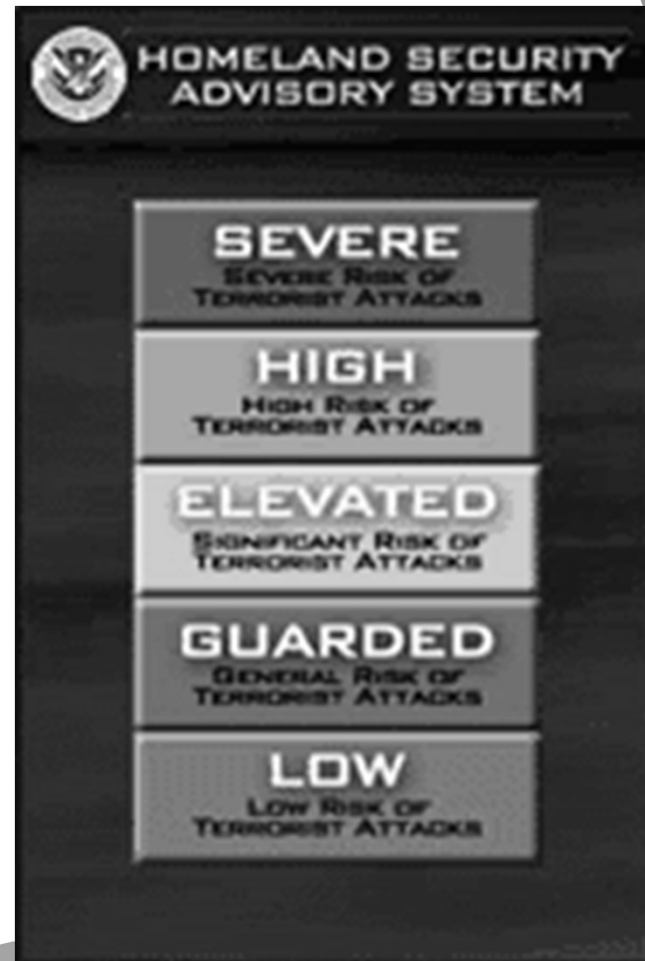 HOMELAND SECURITY
ADVISORY SYSTEM
SEVERE
SEVERE RISK OF
TERRORIST ATTACKS
HIGH
HIGH RISK OF
TERRORIST ATTACKS
ELEVATED
SIGNIFICANT RISK OF
TERRORIST ATTACKS
GUARDED
GENERAL RISK OF
TERRORIST ATTACKS
LOW
LOW RISK OF
TERRORIST ATTACKS